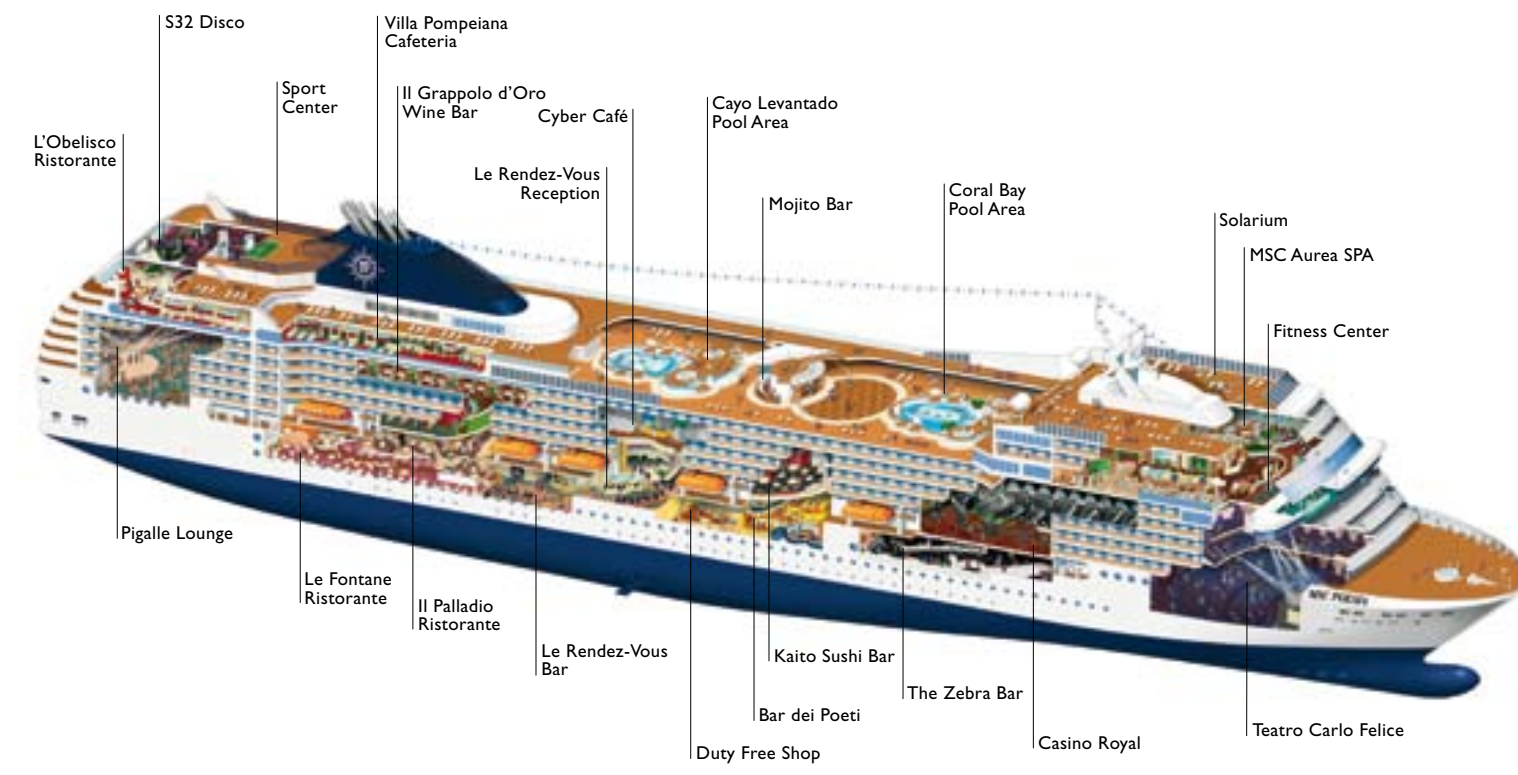 S32 Disco
Villa Pompeiana
Cafeteria
Sport
Center
Il Grappolo d’Oro
Wine Bar
Cyber Café
Cayo Levantado
Pool Area
L’Obelisco
Ristorante
Le Rendez-Vous
Reception
Mojito Bar
Coral Bay
Pool Area
Solarium
MSC Aurea SPA
Fitness Center
Pigalle Lounge
Le Fontane
Ristorante
Il Palladio
Ristorante
Le Rendez-Vous
Bar
Kaito Sushi Bar
The Zebra Bar
Bar dei Poeti
Duty Free Shop
Casino Royal
Teatro Carlo Felice